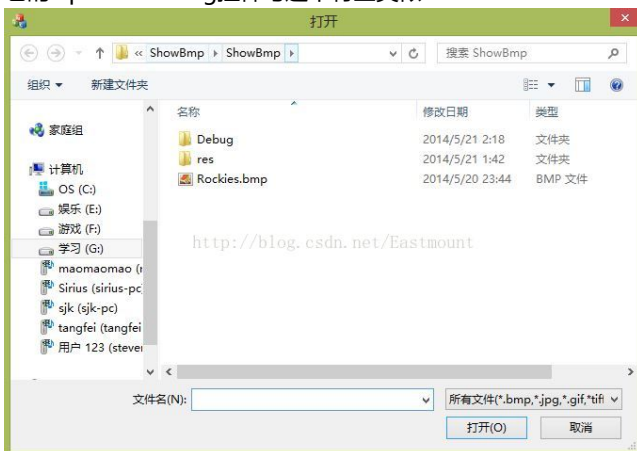 打开
« ShowBmp ▸ ShowBmp ▸
搜索 ShowBmp
组织 新建文件夹
名称 修改日期 类型
家庭组
计算机
OS (C:)
娱乐 (E:)
游戏 (F:)
学习 (G:)
maomaomao
Sirius (sirius-pc
sjk (sjk-pc)
tangfei (tangfei
用户 123 (steve
Debug 2014/5/21 2:18 文件夹
res 2014/5/21 1:42 文件夹
Rockies.bmp 2014/5/20 23:44 BMP 文件
http://blog.csdn.net/Eastmount
文件名(N):
所有文件(*.bmp,*.jpg,*.gif,*tiff
打开(O) 取消